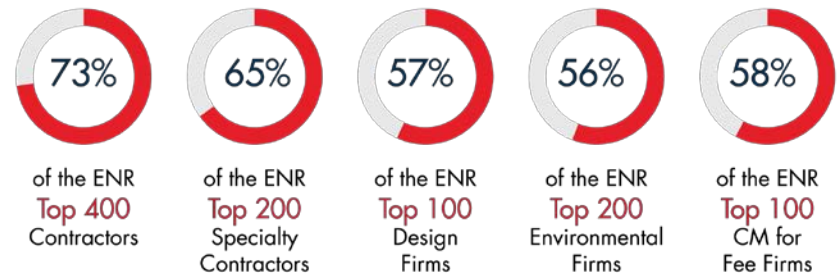 73%
of the ENR
Top 400
Contractors
65%
of the ENR
Top 200
Specialty
Contractors
57%
of the ENR
Top 100
Design
Firms
56%
of the ENR
Top 200
Environmental
Firms
58%
of the ENR
Top 100
CM for
Fee Firms